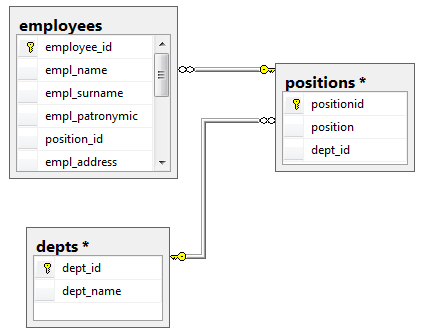 employees
employee_id
empl_name
empl_surname
empl_patronymic
position_id
empl_address
positions *
positionid
position
dept_id
depts *
dept_id
dept_name